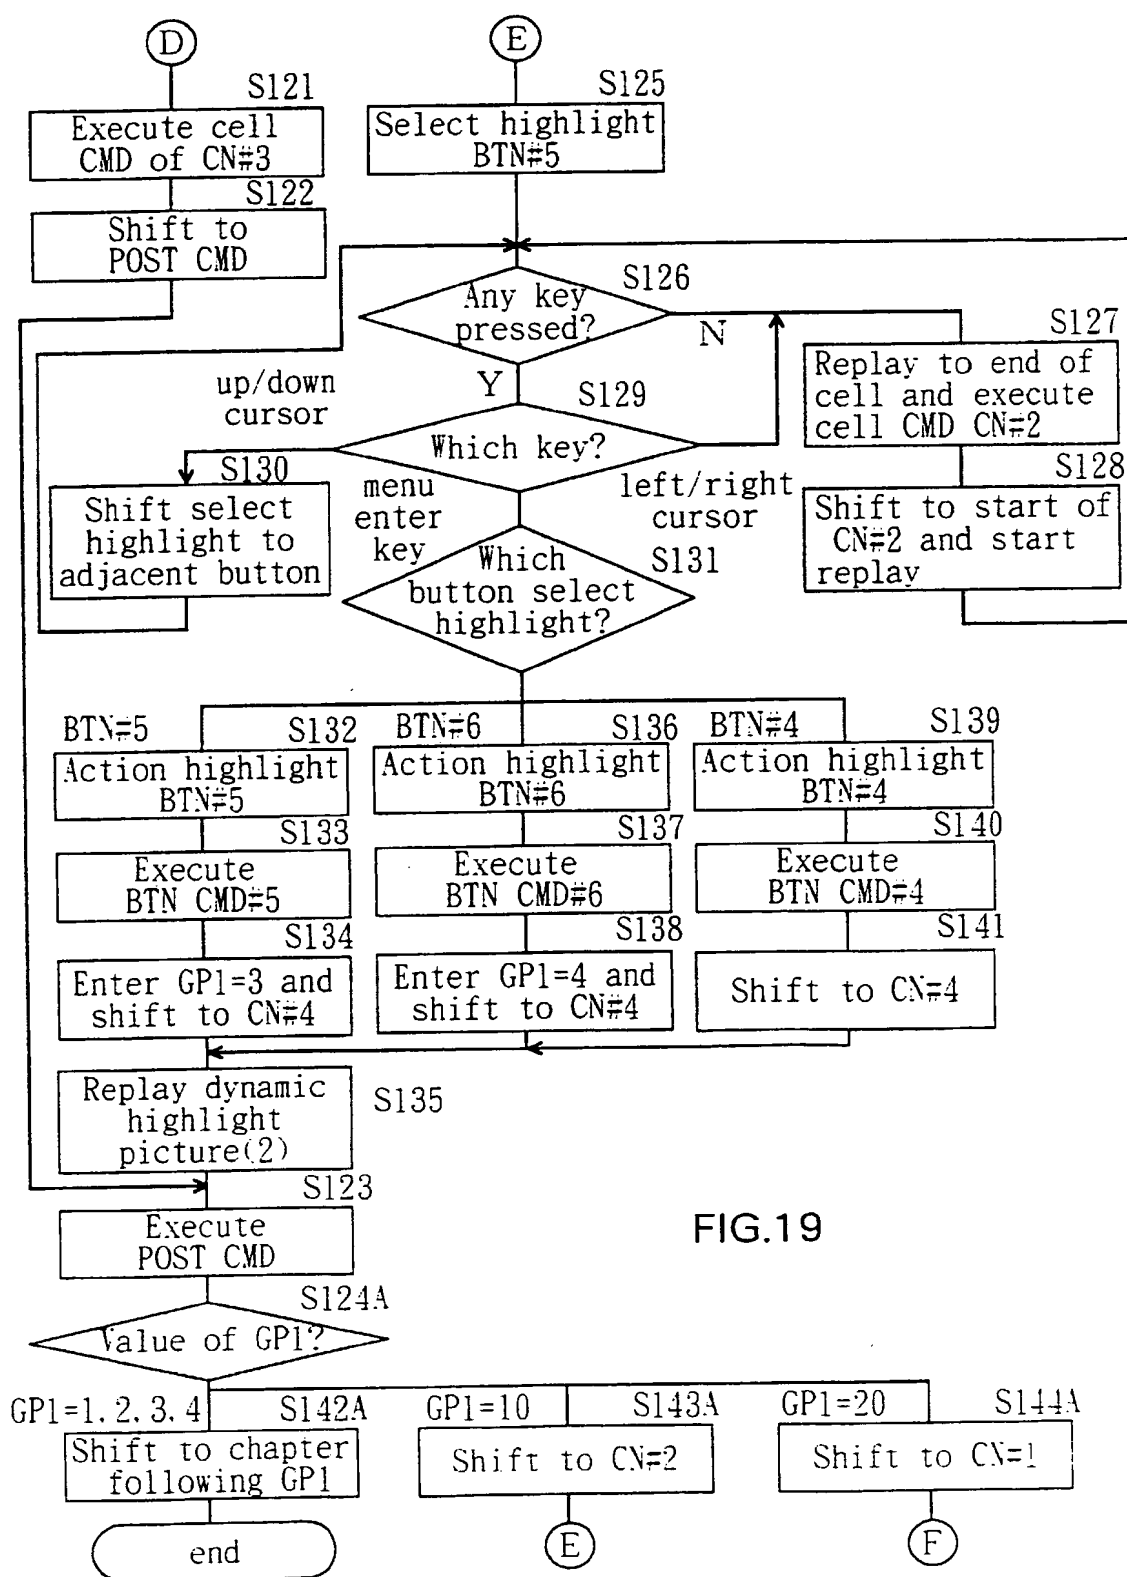 D
E
S121
Execute cell
CMD of CN#3
S125
Select highlight
BTN#5
S122
Shift to
POST CMD
S126
Any key
pressed?
N
Y
S127
Replay to end of
cell and execute
cell CMD CN#2
up/down
cursor
S129
Which key?
S130
Shift select
highlight to
adjacent button
menu
enter
key
left/right
cursor
S128
Shift to start of
CN#2 and start
replay
S131
Which
button select
highlight?
BTN#5
S132
Action highlight
BTN#5
BTN#6
S136
Action highlight
BTN#6
BTN#4
S139
Action highlight
BTN#4
S133
Execute
BTN CMD#5
S137
Execute
BTN CMD#6
S140
Execute
BTN CMD#4
S134
Enter GP1=3 and
shift to CN#4
S138
Enter GP1=4 and
shift to CN#4
S141
Shift to CN#4
Replay dynamic
highlight
picture(2)
S135
S123
Execute
POST CMD
FIG.19
S124A
Value of GP1?
GP1=1, 2, 3, 4
S142A
Shift to chapter
following GP1
GP1=10
S143A
Shift to CN=2
GP1=20
S144A
Shift to CN=1
end
E
F